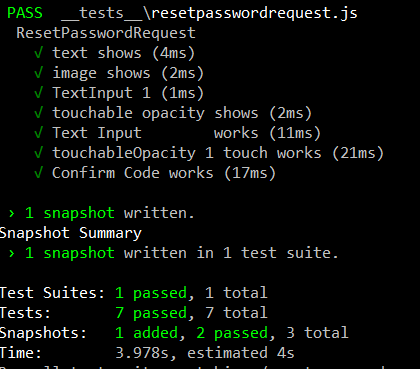 PASS  __tests__\resetpasswordrequest.js
ResetPasswordRequest
√ text shows (4ms)
√ image shows (2ms)
√ TextInput 1 (1ms)
√ touchable opacity shows (2ms)
√ Text Input        works (11ms)
√ touchableOpacity 1 touch works (21ms)
√ Confirm Code works (17ms)
› 1 snapshot written.
Snapshot Summary
› 1 snapshot written in 1 test suite.
Test Suites: 1 passed, 1 total
Tests:       7 passed, 7 total
Snapshots:   1 added, 2 passed, 3 total
Time:        3.978s, estimated 4s